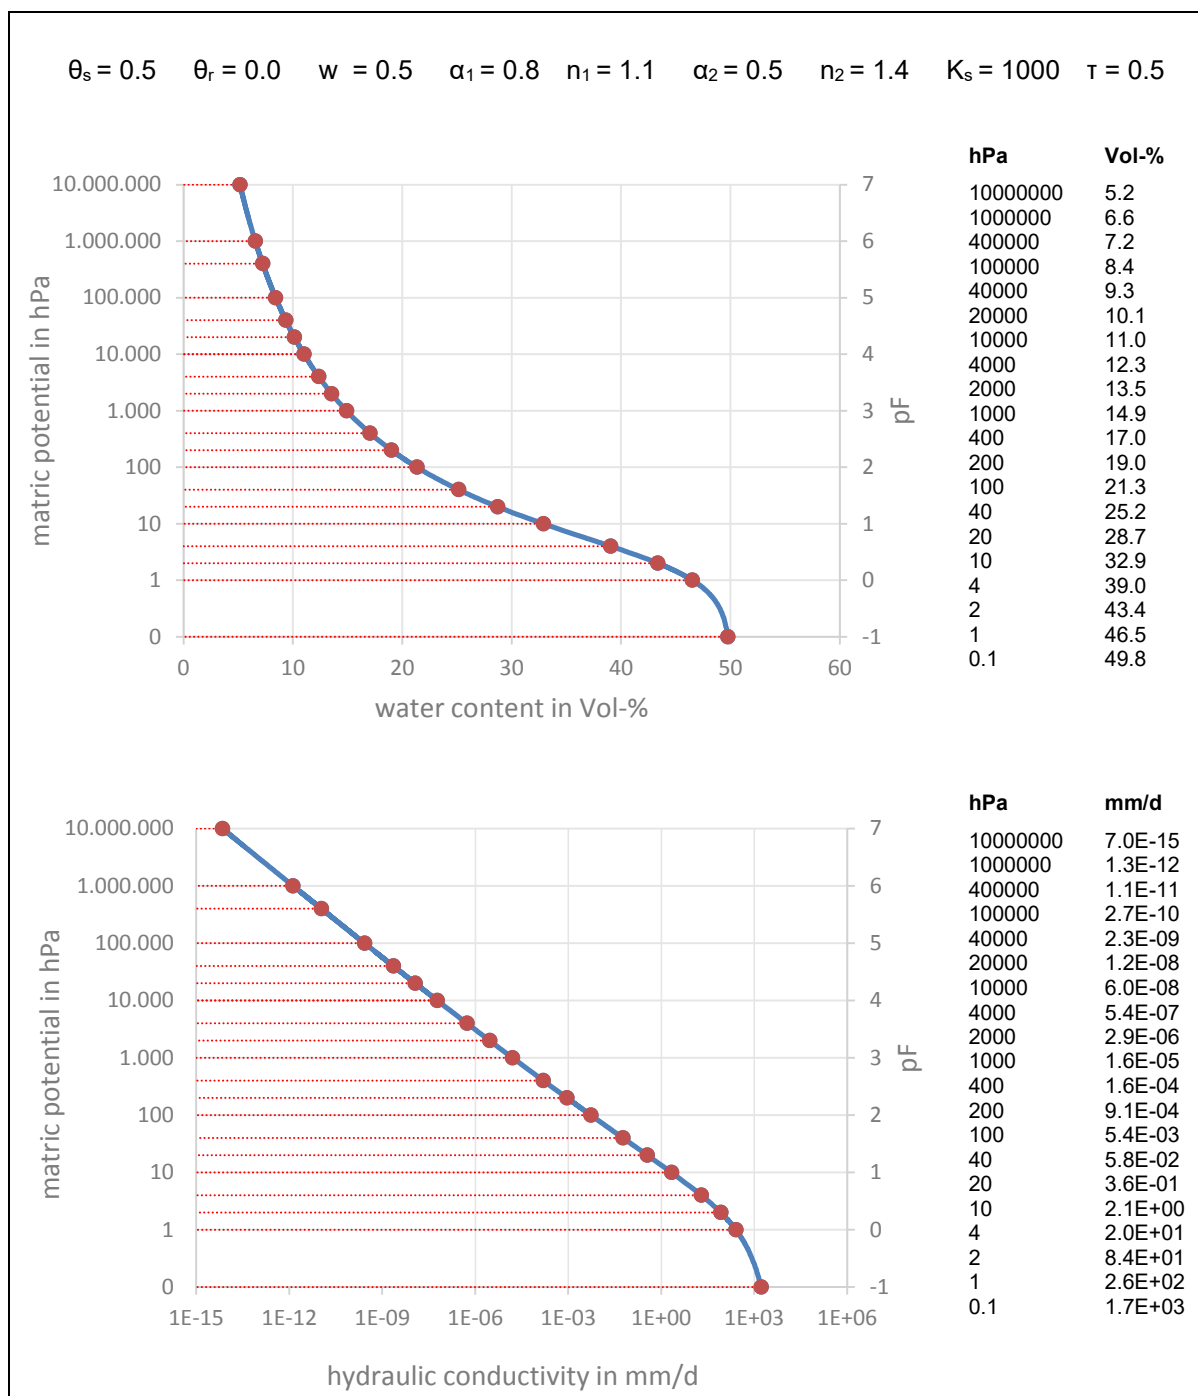 θs = 0.5 θr = 0.0 w = 0.5 α1 = 0.8 n1 = 1.1 α2 = 0.5 n2 = 1.4 Ks = 1000 τ = 0.5
hPa Vol-%
10000000 5.2
1000000 6.6
400000 7.2
100000 8.4
40000 9.3
20000 10.1
10000 11.0
4000 12.3
2000 13.5
1000 14.9
400 17.0
200 19.0
100 21.3
40 25.2
20 28.7
10 32.9
4 39.0
2 43.4
1 46.5
0.1 49.8
matric potential in hPa
10.000.000
1.000.000
100.000
10.000
1.000
100
10
1
0
7
6
5
4
3
2
1
0
-1
pF
0 10 20 30 40 50 60
water content in Vol-%
hPa mm/d
10000000 7.0E-15
1000000 1.3E-12
400000 1.1E-11
100000 2.7E-10
40000 2.3E-09
20000 1.2E-08
10000 6.0E-08
4000 5.4E-07
2000 2.9E-06
1000 1.6E-05
400 1.6E-04
200 9.1E-04
100 5.4E-03
40 5.8E-02
20 3.6E-01
10 2.1E+00
4 2.0E+01
2 8.4E+01
1 2.6E+02
0.1 1.7E+03
matric potential in hPa
10.000.000
1.000.000
100.000
10.000
1.000
100
10
1
0
7
6
5
4
3
2
1
0
-1
pF
1E-15 1E-12 1E-09 1E-06 1E-03 1E+00 1E+03 1E+06
hydraulic conductivity in mm/d